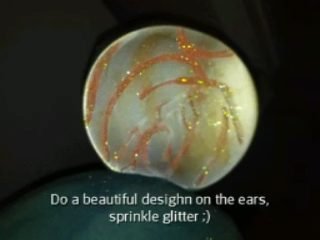 Do a beautiful desighn on the ears,
sprinkle glitter ;)